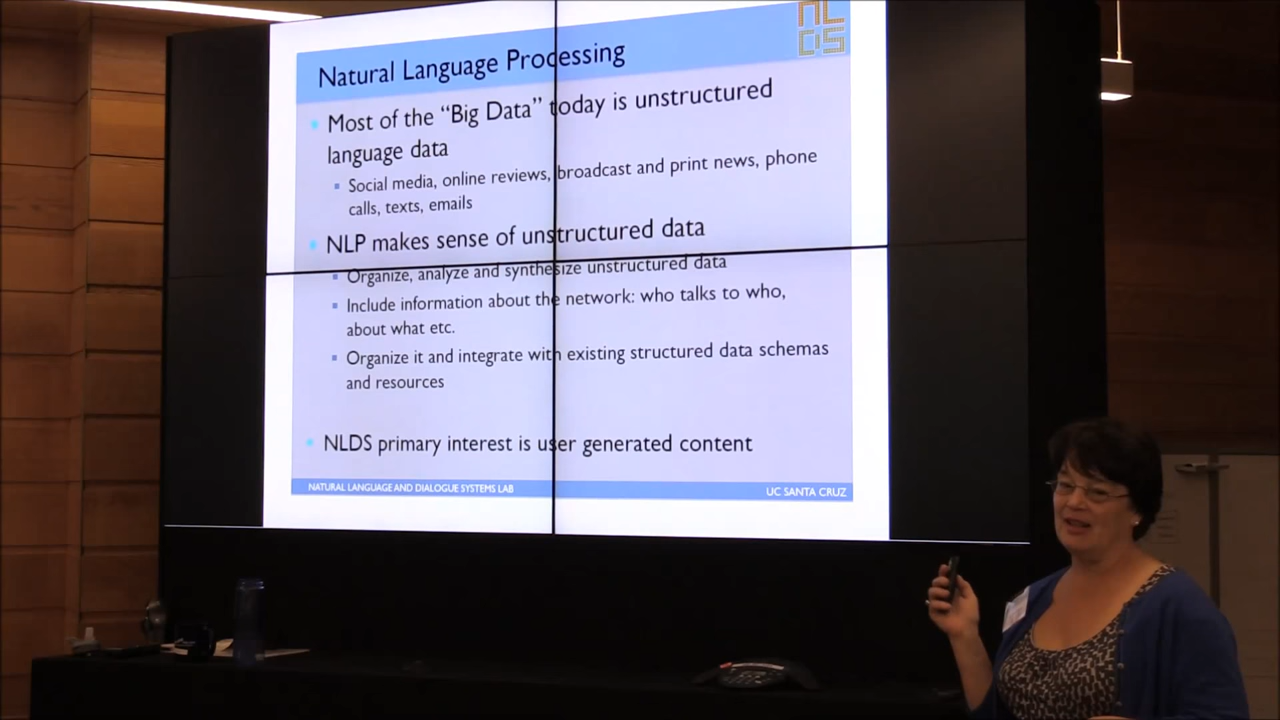 NL
DS
Natural Language Processing
Most of the “Big Data” today is unstructured
language data
Social media, online reviews, broadcast and print news, phone
calls, texts, emails
NLP makes sense of unstructured data
Organize, analyze and synthesize unstructured data
Include information about the network: who talks to who,
about what etc.
Organize it and integrate with existing structured data schemas
and resources
NLDS primary interest is user generated content
NATURAL LANGUAGE AND DIALOGUE SYSTEMS LAB
UC SANTA CRUZ